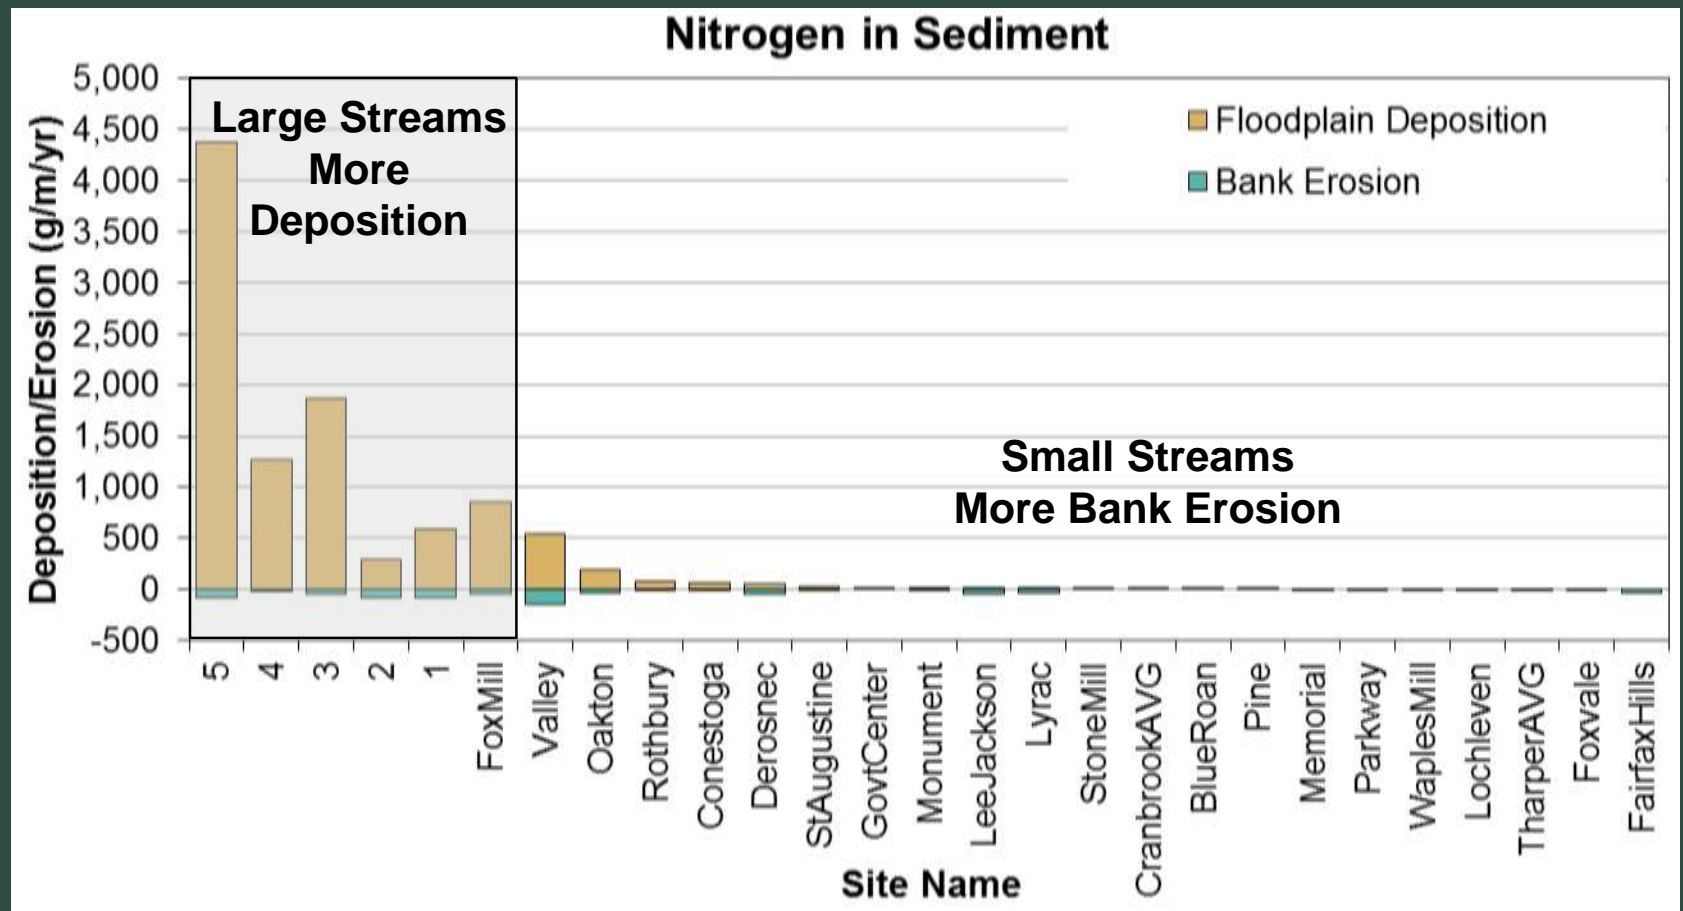 Nitrogen in Sediment
Deposition/Erosion (g/m/yr)
5,000
4,500
4,000
3,500
3,000
2,500
2,000
1,500
1,000
500
0
-500
Large Streams
More
Deposition
Floodplain Deposition
Bank Erosion
Small Streams
More Bank Erosion
5
4
3
2
1
FoxMill
Valley
Oakton
Rothbury
Conestoga
Derosnec
StAugustine
GovtCenter
Monument
LeeJackson
Lyrac
StoneMill
CranbrookAVG
BlueRoan
Pine
Memorial
Parkway
WaplesMill
Lochleven
TharperAVG
Foxvale
FairfaxHills
Site Name